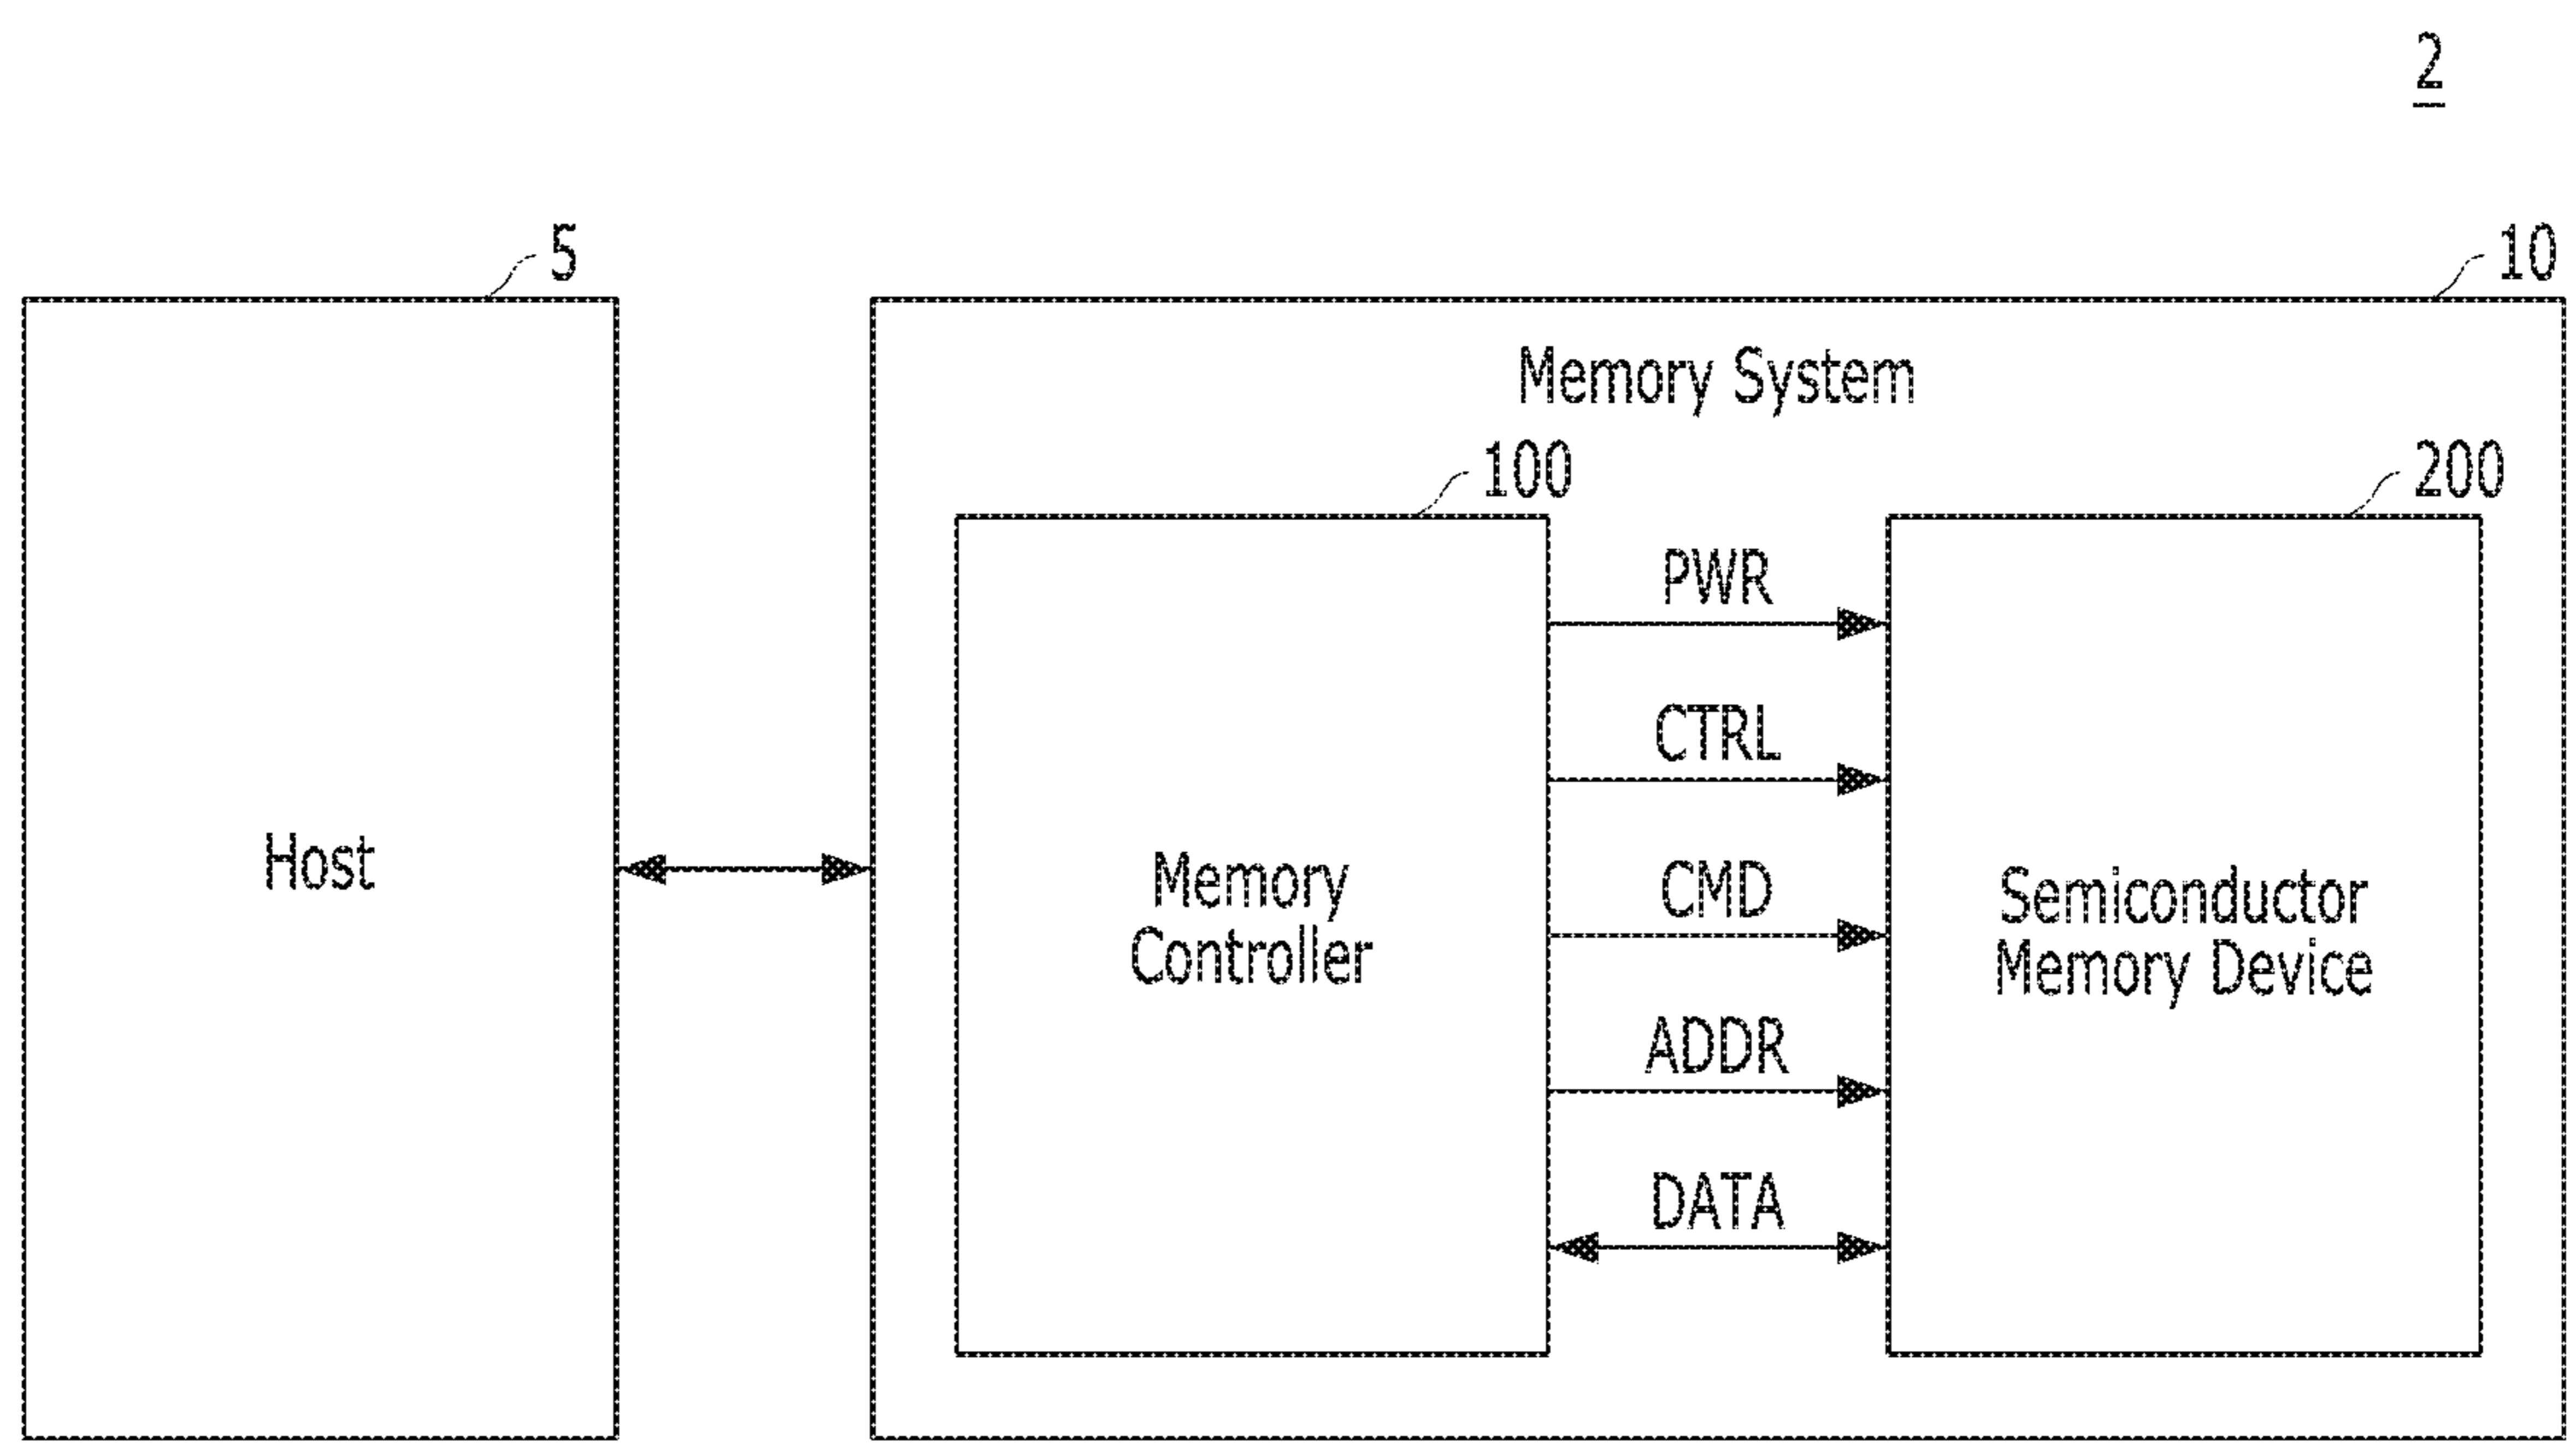 2
5
10
Memory System
100
200
PWR
CTRL
Host
CMD
Memory
Controller
Semiconductor
Memory Device
ADDR
DATA